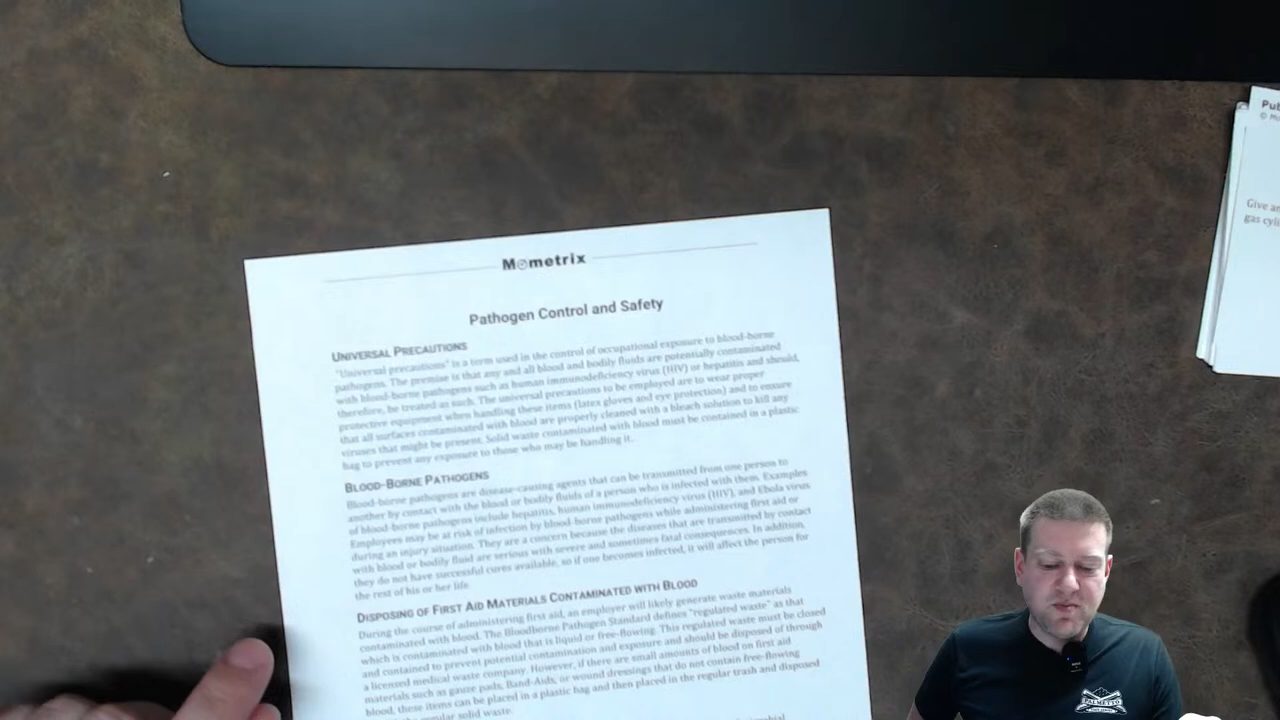 Mometrix
Pathogen Control and Safety
UNIVERSAL PRECAUTIONS
"Universal precautions" is a term used in the control of occupational exposure to blood-borne
pathogens. The premise is that any and all blood and bodily fluids are potentially contaminated
with blood-borne pathogens such as human immunodeficiency virus (HIV) or hepatitis and should,
therefore, be treated as such. The universal precautions to be employed are to wear proper
protective equipment when handling these items (latex gloves and eye protection) and to ensure
that all surfaces contaminated with blood are properly cleaned with a bleach solution to kill any
viruses that might be present. Solid waste contaminated with blood must be contained in a plastic
bag to prevent any exposure to those who may be handling it.
BLOOD-BORNE PATHOGENS
Blood-borne pathogens are disease-causing agents that can be transmitted from one person to
another by contact with the blood or bodily fluids of a person who is infected with them. Examples
of blood-borne pathogens include hepatitis, human immunodeficiency virus (HIV), and Ebola virus.
Employees may be at risk of infection by blood-borne pathogens while administering first aid or
during an injury situation. They are a concern because the diseases that are transmitted by contact
with blood or bodily fluid are serious with severe and sometimes fatal consequences. In addition,
they do not have successful cures available, so if one becomes infected, it will affect the person for
the rest of his or her life.
DISPOSING OF FIRST AID MATERIALS CONTAMINATED WITH BLOOD
During the course of administering first aid, an employer will likely generate waste materials
contaminated with blood. The Bloodborne Pathogen Standard defines "regulated waste" as that
which is contaminated with blood that is liquid or free-flowing. This regulated waste must be closed
and contained to prevent potential contamination and exposure and should be disposed of through
a licensed medical waste company. However, if there are small amounts of blood on first aid
materials such as gauze pads, Band-Aids, or wound dressings that do not contain free-flowing
blood, these items can be placed in a plastic bag and then placed in the regular trash and disposed
regular solid waste.
Give an
gas cyli
PALMETTO